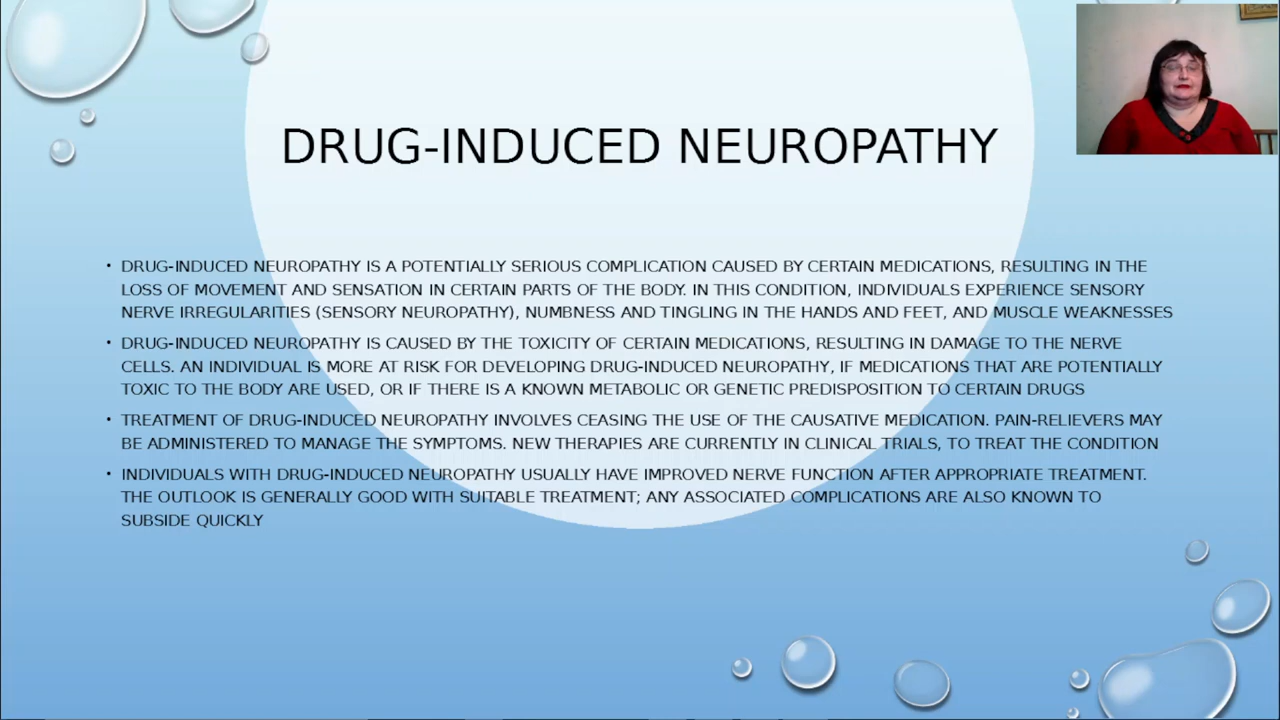 DRUG-INDUCED NEUROPATHY
• DRUG-INDUCED NEUROPATHY IS A POTENTIALLY SERIOUS COMPLICATION CAUSED BY CERTAIN MEDICATIONS, RESULTING IN THE
LOSS OF MOVEMENT AND SENSATION IN CERTAIN PARTS OF THE BODY. IN THIS CONDITION, INDIVIDUALS EXPERIENCE SENSORY
NERVE IRREGULARITIES (SENSORY NEUROPATHY), NUMBNESS AND TINGLING IN THE HANDS AND FEET, AND MUSCLE WEAKNESSES
• DRUG-INDUCED NEUROPATHY IS CAUSED BY THE TOXICITY OF CERTAIN MEDICATIONS, RESULTING IN DAMAGE TO THE NERVE
CELLS. AN INDIVIDUAL IS MORE AT RISK FOR DEVELOPING DRUG-INDUCED NEUROPATHY, IF MEDICATIONS THAT ARE POTENTIALLY
TOXIC TO THE BODY ARE USED, OR IF THERE IS A KNOWN METABOLIC OR GENETIC PREDISPOSITION TO CERTAIN DRUGS
• TREATMENT OF DRUG-INDUCED NEUROPATHY INVOLVES CEASING THE USE OF THE CAUSATIVE MEDICATION. PAIN-RELIEVERS MAY
BE ADMINISTERED TO MANAGE THE SYMPTOMS. NEW THERAPIES ARE CURRENTLY IN CLINICAL TRIALS, TO TREAT THE CONDITION
• INDIVIDUALS WITH DRUG-INDUCED NEUROPATHY USUALLY HAVE IMPROVED NERVE FUNCTION AFTER APPROPRIATE TREATMENT.
THE OUTLOOK IS GENERALLY GOOD WITH SUITABLE TREATMENT; ANY ASSOCIATED COMPLICATIONS ARE ALSO KNOWN TO
SUBSIDE QUICKLY